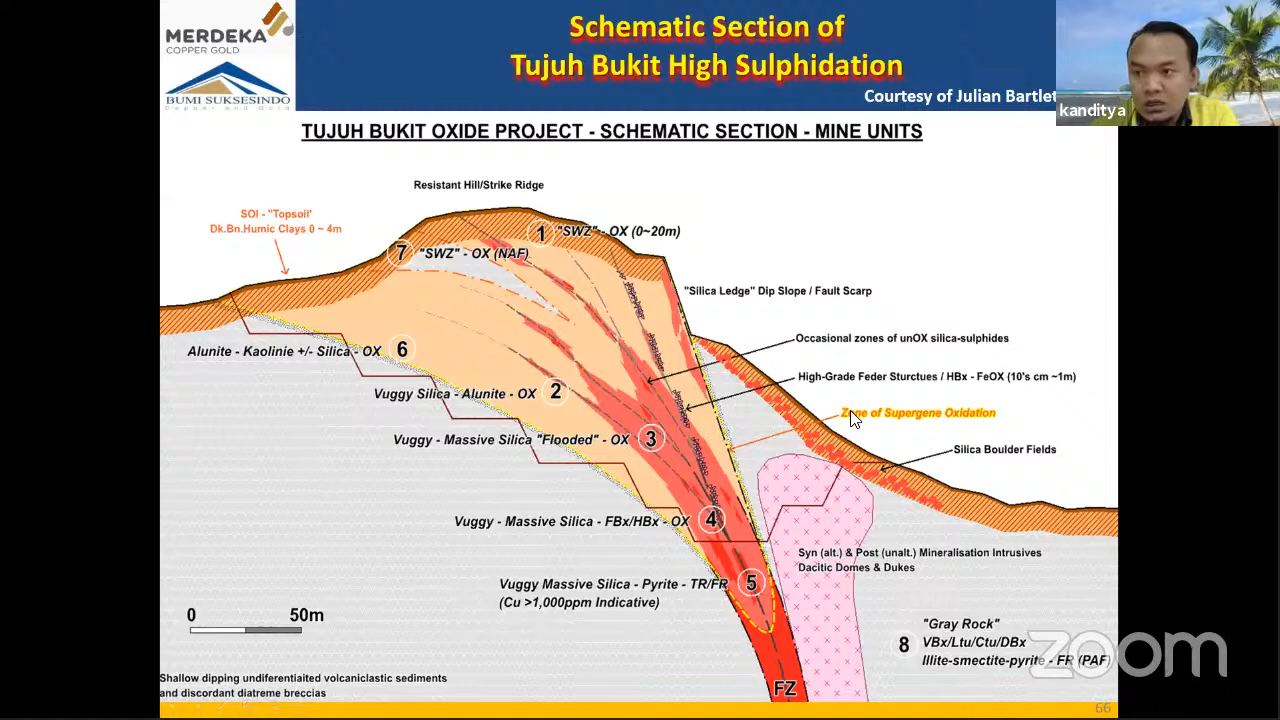 MERDEKA
COPPER GOLD
BUMI SUKSESINDO
Copper and Gold
Schematic Section of
Tujuh Bukit High Sulphidation
Courtesy of Julian Bartlet
kanditya
TUJUH BUKIT OXIDE PROJECT - SCHEMATIC SECTION - MINE UNITS
Resistant Hill/Strike Ridge
SOI - "Topsoil'
Dk.Bn.Humic Clays 0 ~ 4m
1 "SWZ" - OX (0~20m)
7 "SWZ" - OX (NAF)
"Silica Ledge" Dip Slope / Fault Scarp
Occasional zones of unOX silica-sulphides
Alunite - Kaolinie +/- Silica - OX 6
High-Grade Feder Sturctues / HBx - FeOX (10's cm ~1m)
Vuggy Silica - Alunite - OX 2
Zone of Supergene Oxidation
Vuggy - Massive Silica "Flooded" - OX 3
Silica Boulder Fields
Vuggy - Massive Silica - FBx/HBx - OX 4
Syn (alt.) & Post (unalt.) Mineralisation Intrusives
Dacitic Domes & Dukes
Vuggy Massive Silica - Pyrite - TR/FR 5
(Cu >1,000ppm Indicative)
0 50m
8 "Gray Rock"
VBx/Ltu/Ctu/DBx
Illite-smectite-pyrite - FR (PAF)
zoom
Shallow dipping undifferentiaited volcaniclastic sediments
and discordant diatreme breccias
FZ
66